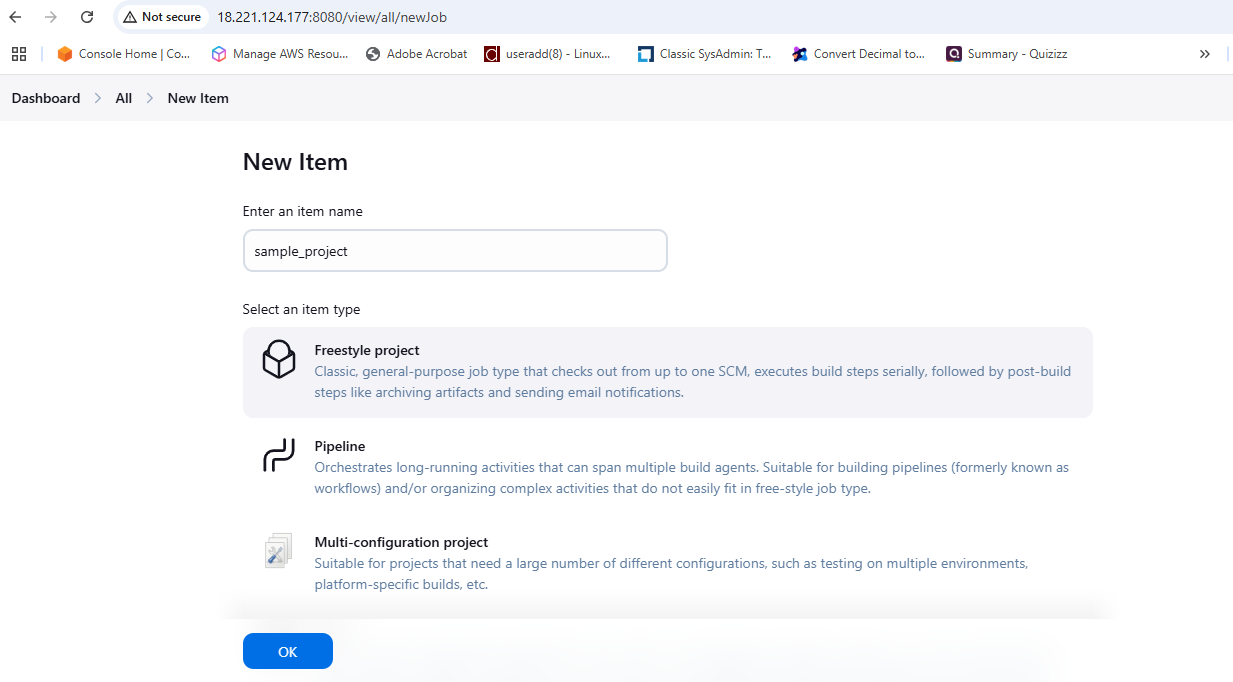 Not secure 18.221.124.177:8080/view/all/newJob
Console Home | Co... Manage AWS Resou... Adobe Acrobat useradd(8) - Linux... Classic SysAdmin: T... Convert Decimal to... Summary - Quizizz »
Dashboard > All > New Item
New Item
Enter an item name
sample_project
Select an item type
Freestyle project
Classic, general-purpose job type that checks out from up to one SCM, executes build steps serially, followed by post-build
steps like archiving artifacts and sending email notifications.
Pipeline
Orchestrates long-running activities that can span multiple build agents. Suitable for building pipelines (formerly known as
workflows) and/or organizing complex activities that do not easily fit in free-style job type.
Multi-configuration project
Suitable for projects that need a large number of different configurations, such as testing on multiple environments,
platform-specific builds, etc.
OK